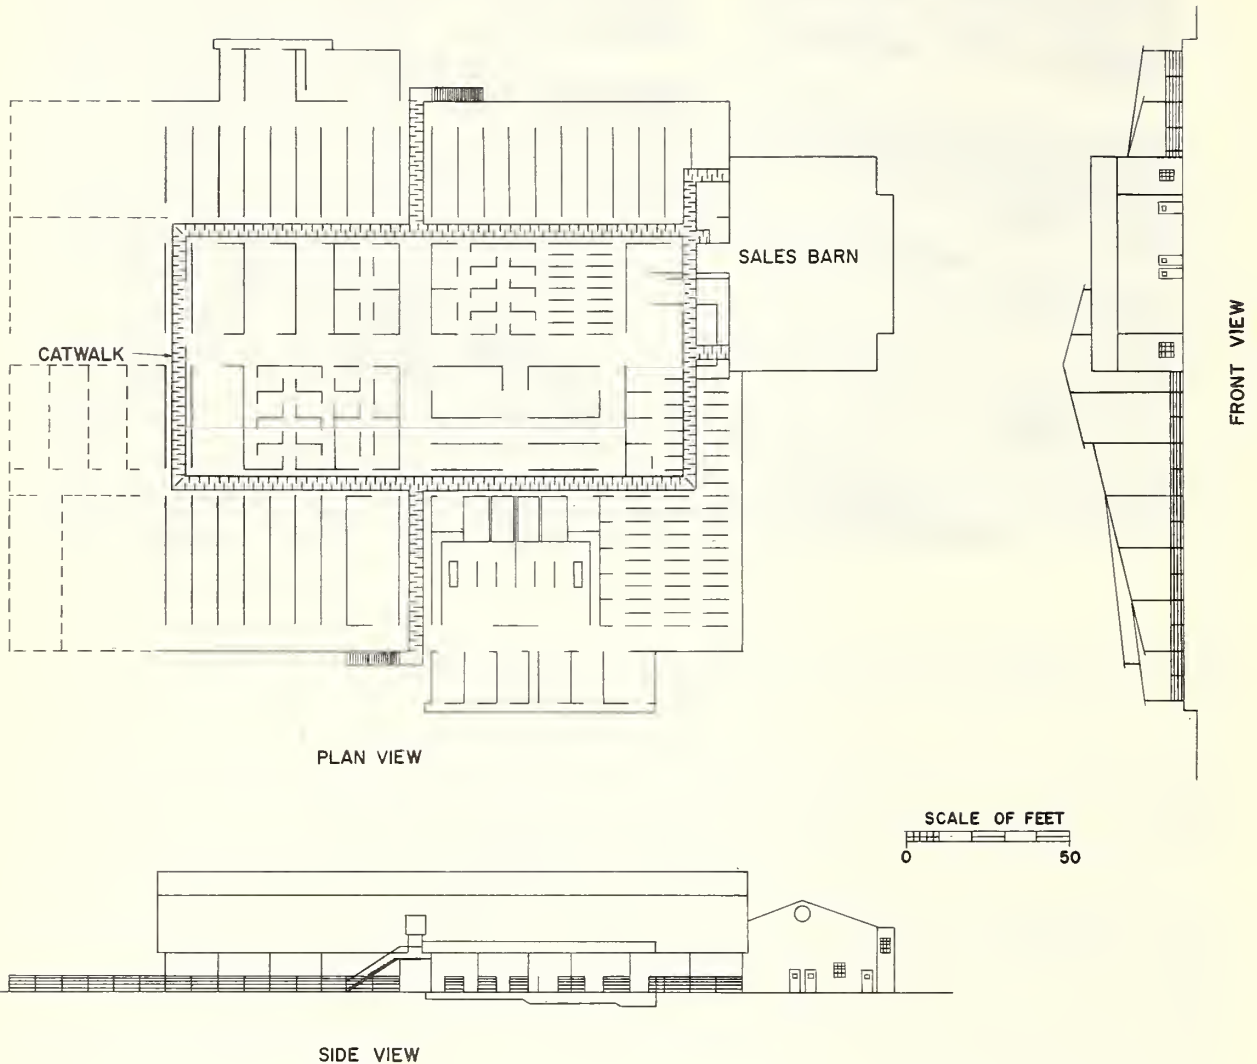 SALES BARN
CATWALK
FRONT VIEW
PLAN VIEW
SCALE OF FEET
0 50
SIDE VIEW